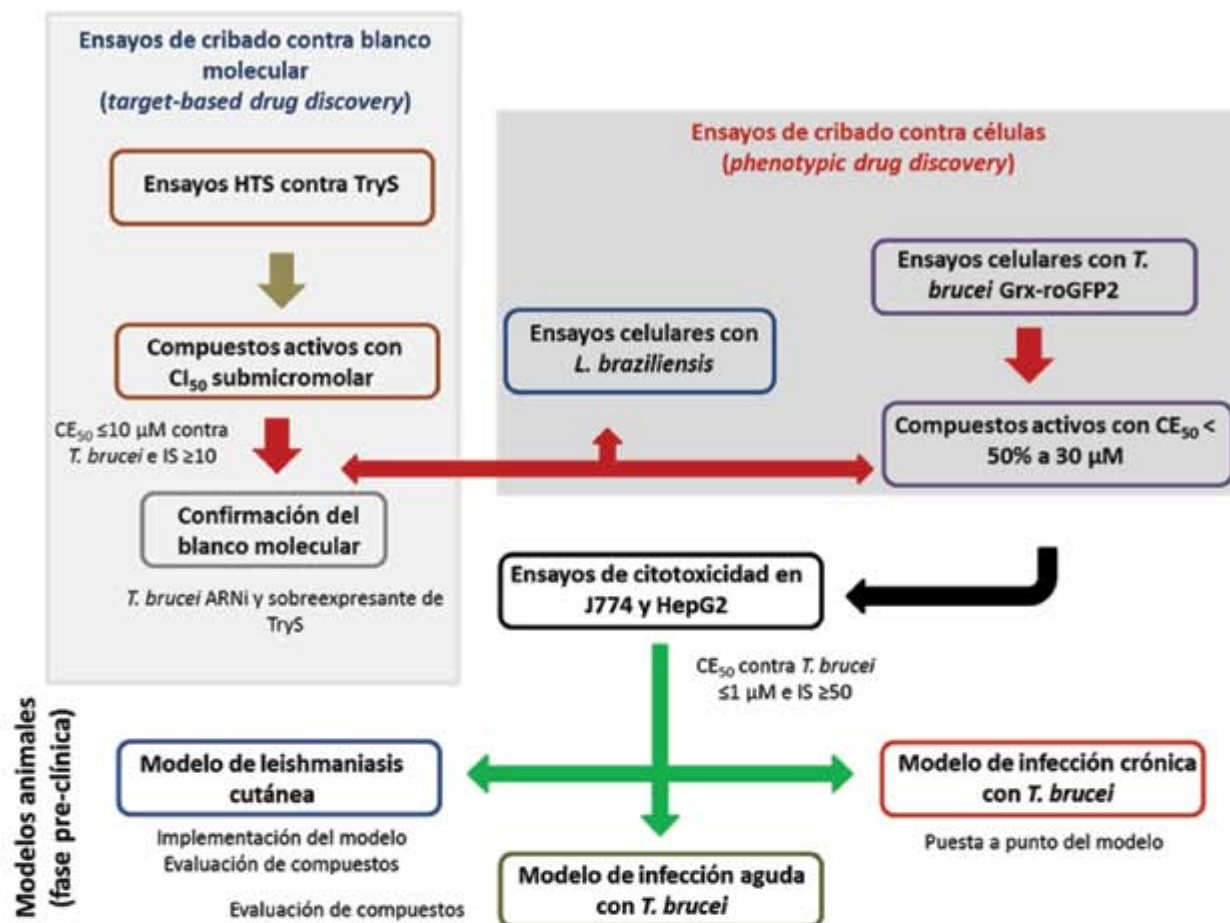 Ensayos de cribado contra blanco
molecular
(target-based drug discovery)
Ensayos HTS contra TryS
Compuestos activos con
CI₅₀ submicromolar
CE₅₀ ≤10 µM contra
T. brucei e IS ≥10
Confirmación del
blanco molecular
T. brucei ARNi y sobreexpresante de
TryS
Ensayos de cribado contra células
(phenotypic drug discovery)
Ensayos celulares con T.
brucei Grx-roGFP2
Ensayos celulares con
L. braziliensis
Compuestos activos con CE₅₀ <
50% a 30 µM
Ensayos de citotoxicidad en
J774 y HepG2
CE₅₀ contra T. brucei
≤1 µM e IS ≥50
Modelos animales
(fase pre-clínica)
Modelo de leishmaniasis
cutánea
Implementación del modelo
Evaluación de compuestos
Modelo de infección crónica
con T. brucei
Puesta a punto del modelo
Modelo de infección aguda
con T. brucei
Evaluación de compuestos